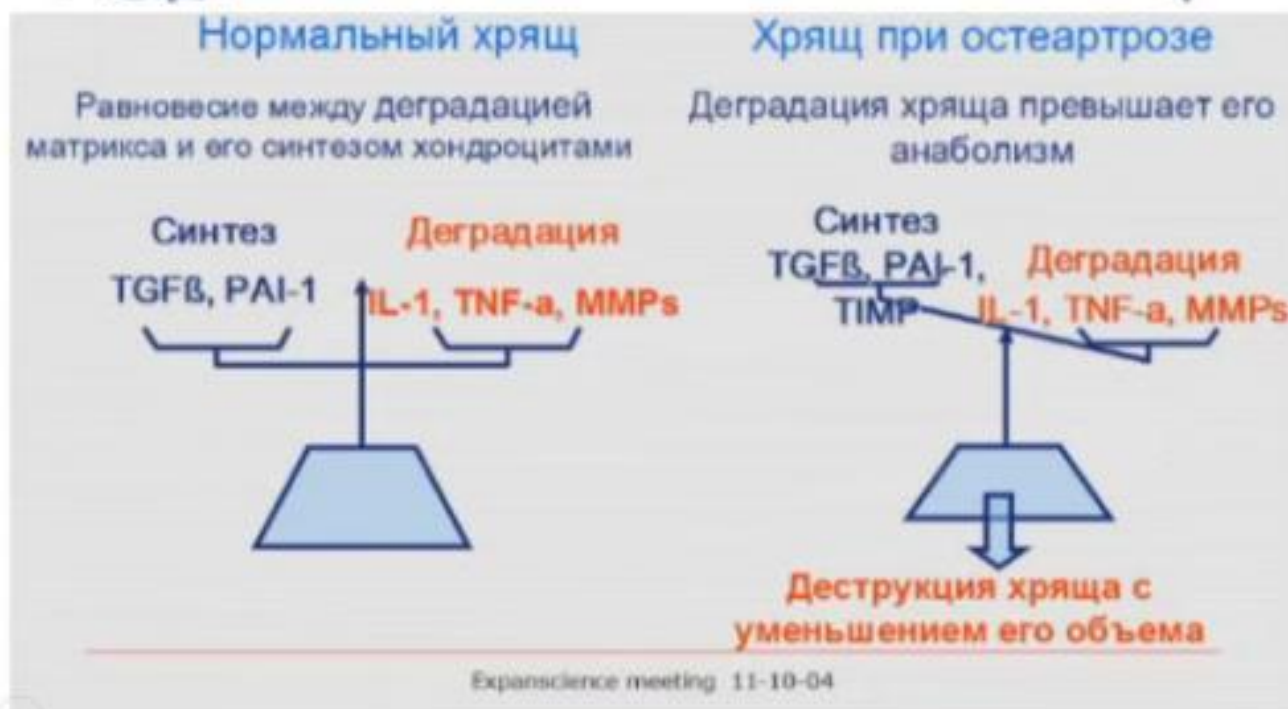 Нормальный хрящ
Равновесие между деградацией
матрикса и его синтезом хондроцитами
Синтез
TGFß, PAI-1
Деградация
IL-1, TNF-a, MMPs
Хрящ при остеартрозе
Деградация хряща превышает его
анаболизм
Синтез
TGFß, PAI-1,
TIMP
Деградация
IL-1, TNF-a, MMPs
Деструкция хряща с
уменьшением его объема
Expanscience meeting 11-10-04